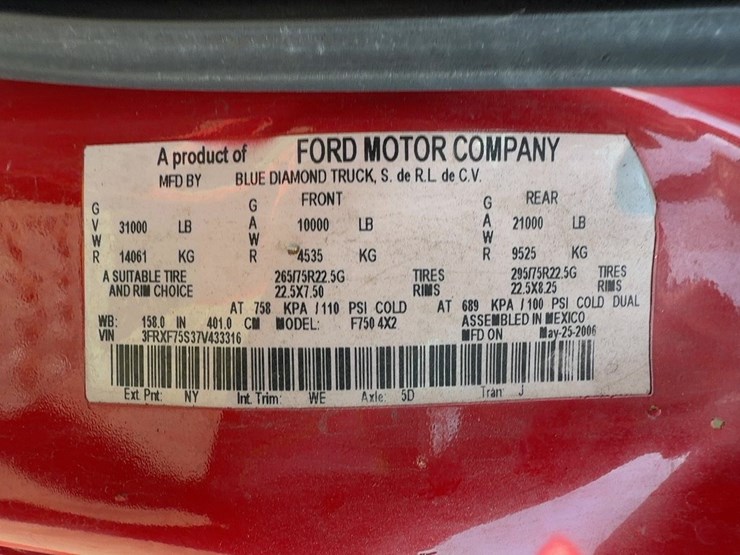 A product of FORD MOTOR COMPANY
MFD BY BLUE DIAMOND TRUCK, S. de R.L. de C.V.
FRONT REAR
GVWR 31000 LB GAWR 10000 LB GAWR 21000 LB
14061 KG 4535 KG 9525 KG
A SUITABLE TIRE 265/75R22.5G TIRES 295/75R22.5G TIRES
AND RIM CHOICE 22.5X7.50 RIMS 22.5X8.25 RIMS
AT 758 KPA / 110 PSI COLD AT 689 KPA / 100 PSI COLD DUAL
WB: 158.0 IN 401.0 CM MODEL: F750 4X2 ASSEMBLED IN MEXICO
VIN 3FRXF75S37V433316 MFD ON May-25-2006
Ext Pnt: NY Int. Trim: WE Axle: 5D Tran J